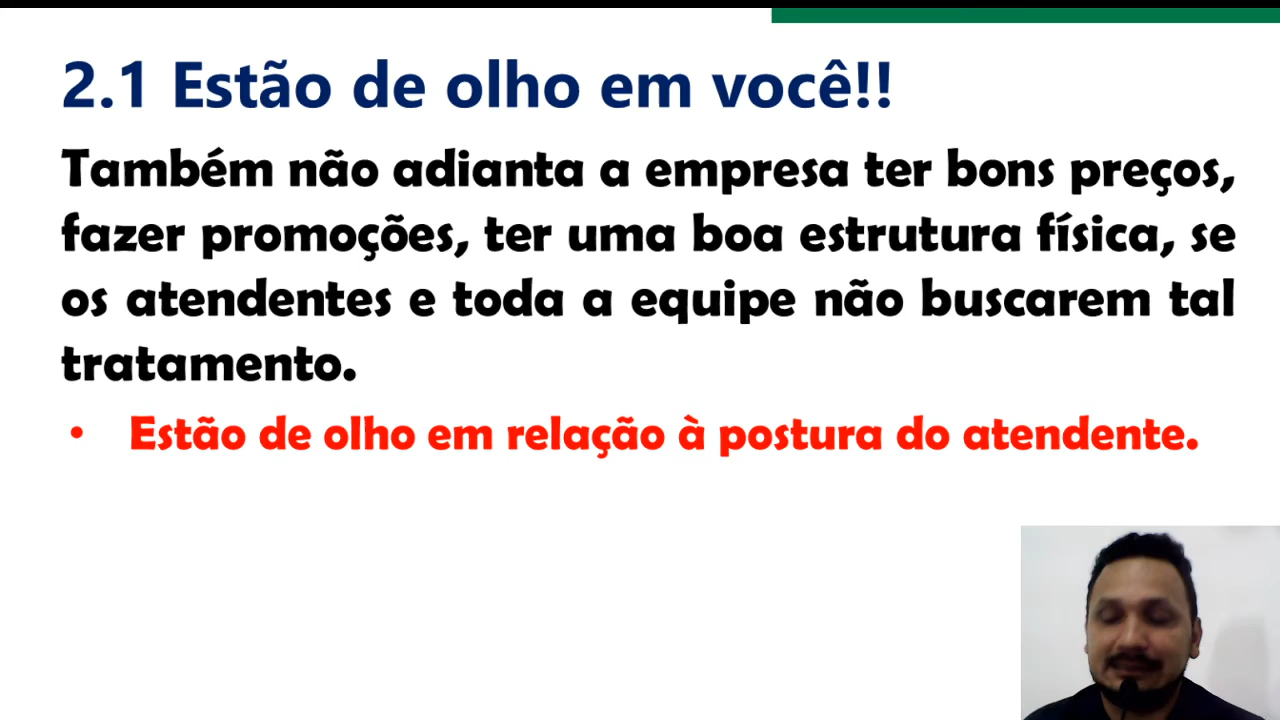 2.1 Estão de olho em você!!
Também não adianta a empresa ter bons preços,
fazer promoções, ter uma boa estrutura física, se
os atendentes e toda a equipe não buscarem tal
tratamento.
• Estão de olho em relação à postura do atendente.